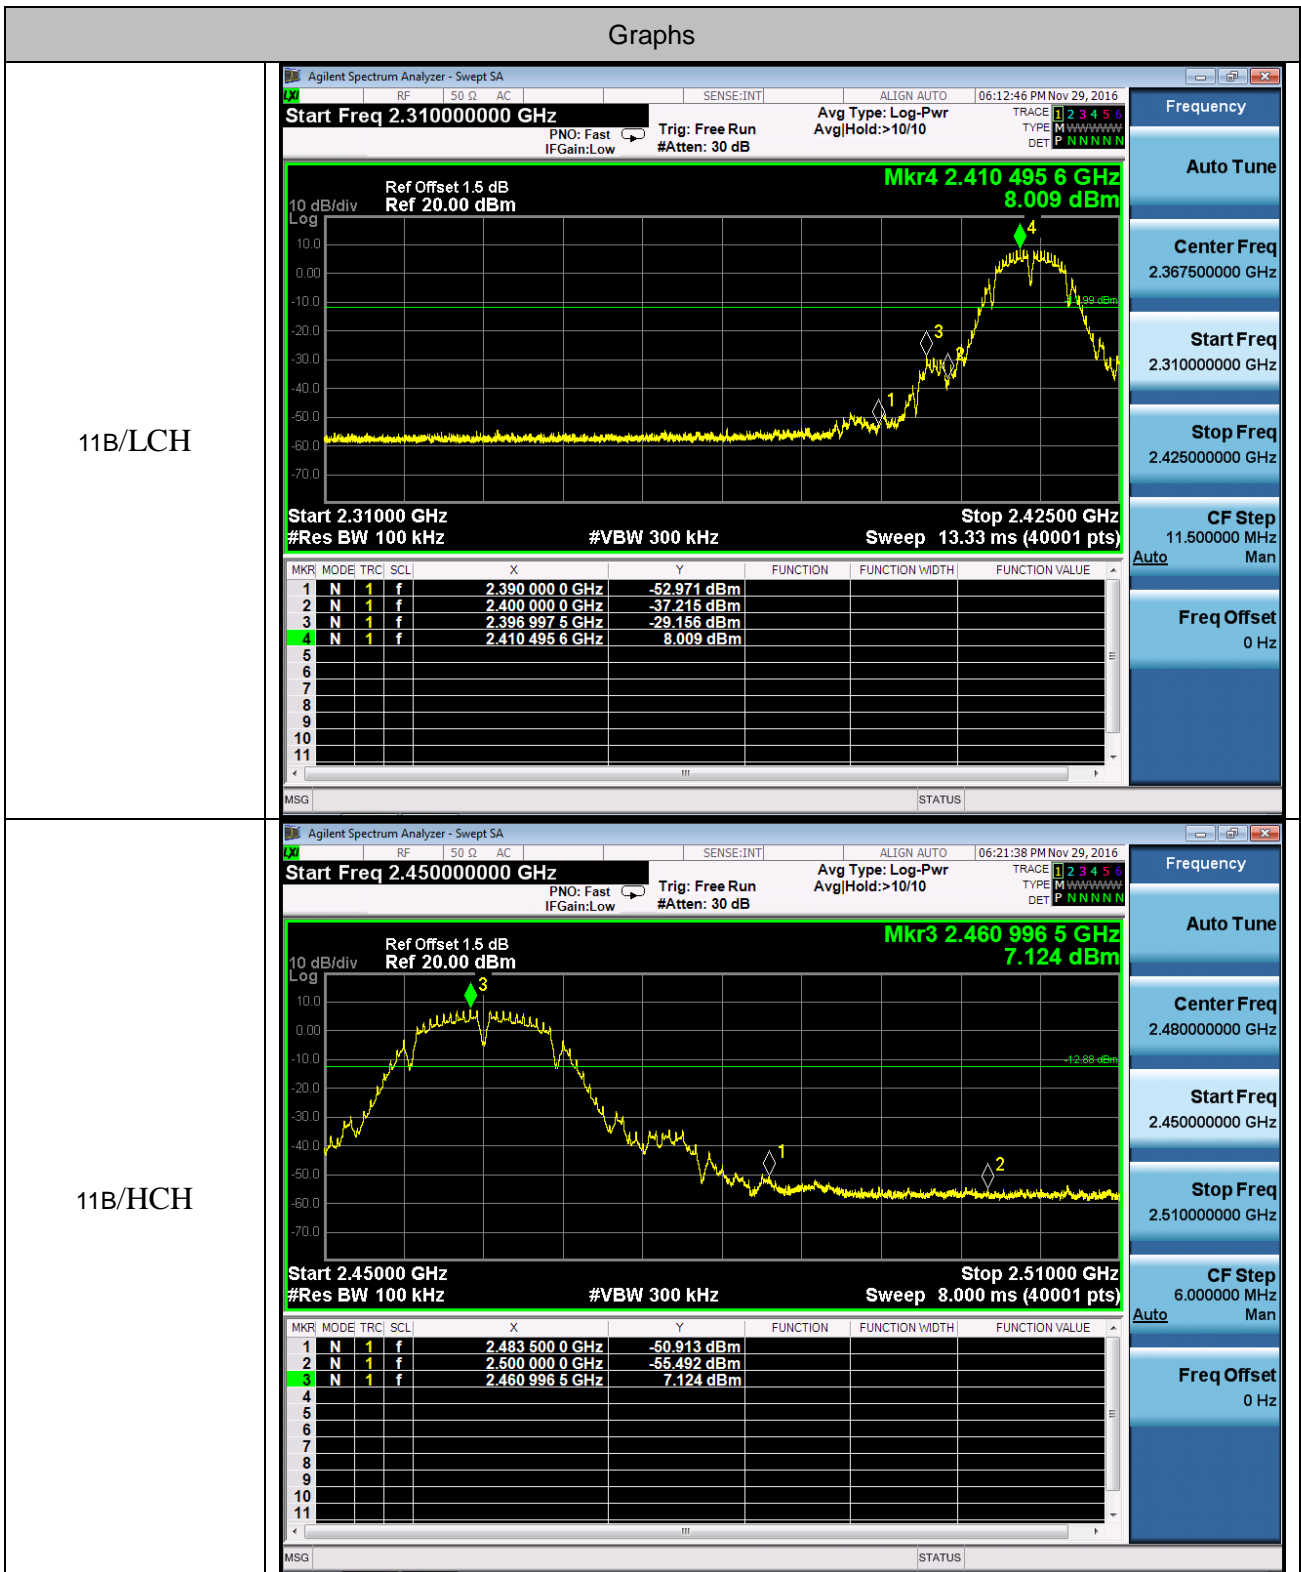 Graphs
11B/LCH
Agilent Spectrum Analyzer - Swept SA
LXI RF 50 Ω AC SENSE:INT ALIGN AUTO 06:12:46 PM Nov 29, 2016
Start Freq 2.310000000 GHz
PNO: Fast
IFGain:Low
Trig: Free Run
#Atten: 30 dB
Avg Type: Log-Pwr
Avg|Hold:>10/10
TRACE 1 2 3 4 5 6
TYPE M WWWWW
DET P N N N N N
Frequency
Auto Tune
Center Freq
2.367500000 GHz
Start Freq
2.310000000 GHz
Stop Freq
2.425000000 GHz
CF Step
11.500000 MHz
Auto Man
Freq Offset
0 Hz
Mkr4 2.410 495 6 GHz
8.009 dBm
Ref Offset 1.5 dB
10 dB/div Ref 20.00 dBm
Log
10.0
0.00
-10.0
-20.0
-30.0
-40.0
-50.0
-60.0
-70.0
4
3
2
1
Start 2.31000 GHz Stop 2.42500 GHz
#Res BW 100 kHz #VBW 300 kHz Sweep 13.33 ms (40001 pts)
MKR MODE TRC SCL X Y FUNCTION FUNCTION WIDTH FUNCTION VALUE
1 N 1 f 2.390 000 0 GHz -52.971 dBm
2 N 1 f 2.400 000 0 GHz -37.215 dBm
3 N 1 f 2.396 997 5 GHz -29.156 dBm
4 N 1 f 2.410 495 6 GHz 8.009 dBm
5
6
7
8
9
10
11
MSG STATUS
11B/HCH
Agilent Spectrum Analyzer - Swept SA
LXI RF 50 Ω AC SENSE:INT ALIGN AUTO 06:21:38 PM Nov 29, 2016
Start Freq 2.450000000 GHz
PNO: Fast
IFGain:Low
Trig: Free Run
#Atten: 30 dB
Avg Type: Log-Pwr
Avg|Hold:>10/10
TRACE 1 2 3 4 5 6
TYPE M WWWWW
DET P N N N N N
Frequency
Auto Tune
Center Freq
2.480000000 GHz
Start Freq
2.450000000 GHz
Stop Freq
2.510000000 GHz
CF Step
6.000000 MHz
Auto Man
Freq Offset
0 Hz
Mkr3 2.460 996 5 GHz
7.124 dBm
Ref Offset 1.5 dB
10 dB/div Ref 20.00 dBm
Log
10.0
0.00
-10.0
-20.0
-30.0
-40.0
-50.0
-60.0
-70.0
3
-12.88 dBm
1
2
Start 2.45000 GHz Stop 2.51000 GHz
#Res BW 100 kHz #VBW 300 kHz Sweep 8.000 ms (40001 pts)
MKR MODE TRC SCL X Y FUNCTION FUNCTION WIDTH FUNCTION VALUE
1 N 1 f 2.483 500 0 GHz -50.913 dBm
2 N 1 f 2.500 000 0 GHz -55.492 dBm
3 N 1 f 2.460 996 5 GHz 7.124 dBm
4
5
6
7
8
9
10
11
MSG STATUS